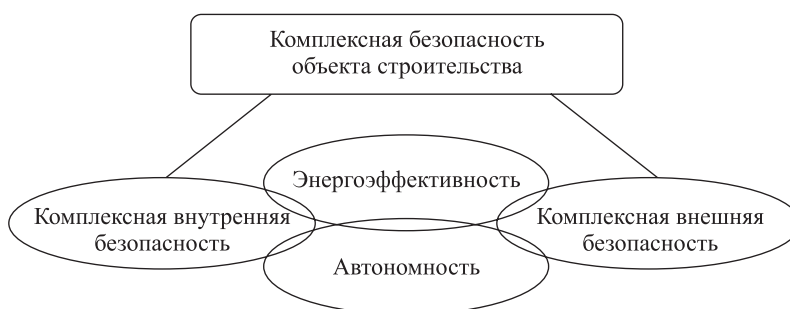 Комплексная безопасность
объекта строительства
Энергоэффективность
Комплексная внутренняя
безопасность
Комплексная внешняя
безопасность
Автономность